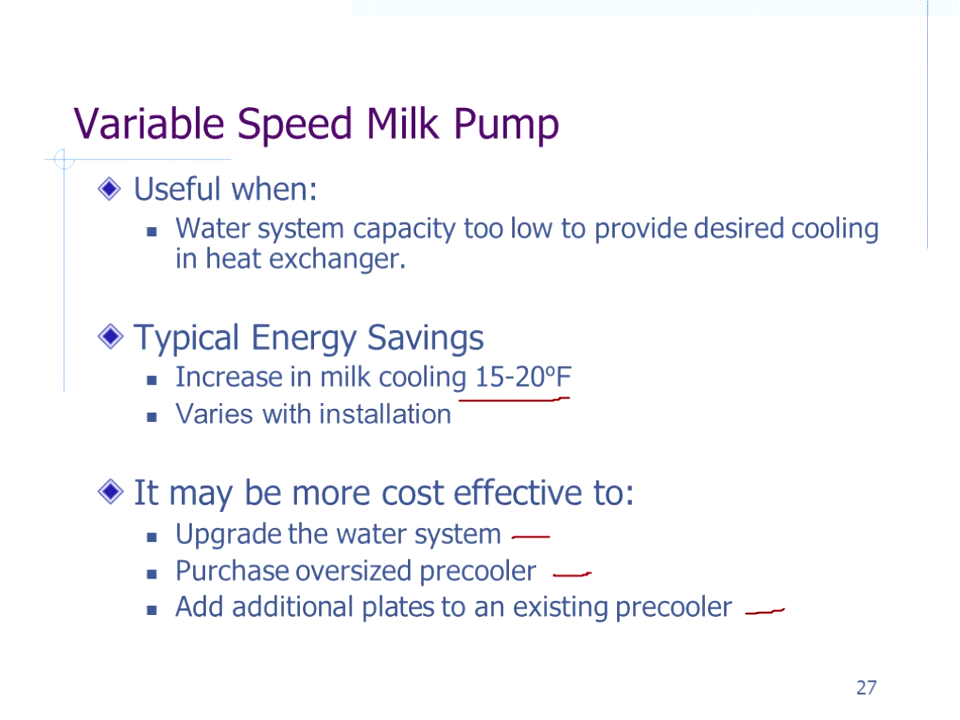 Variable Speed Milk Pump
Useful when:
Water system capacity too low to provide desired cooling
in heat exchanger.
Typical Energy Savings
Increase in milk cooling 15-20ºF
Varies with installation
It may be more cost effective to:
Upgrade the water system
Purchase oversized precooler
Add additional plates to an existing precooler
27